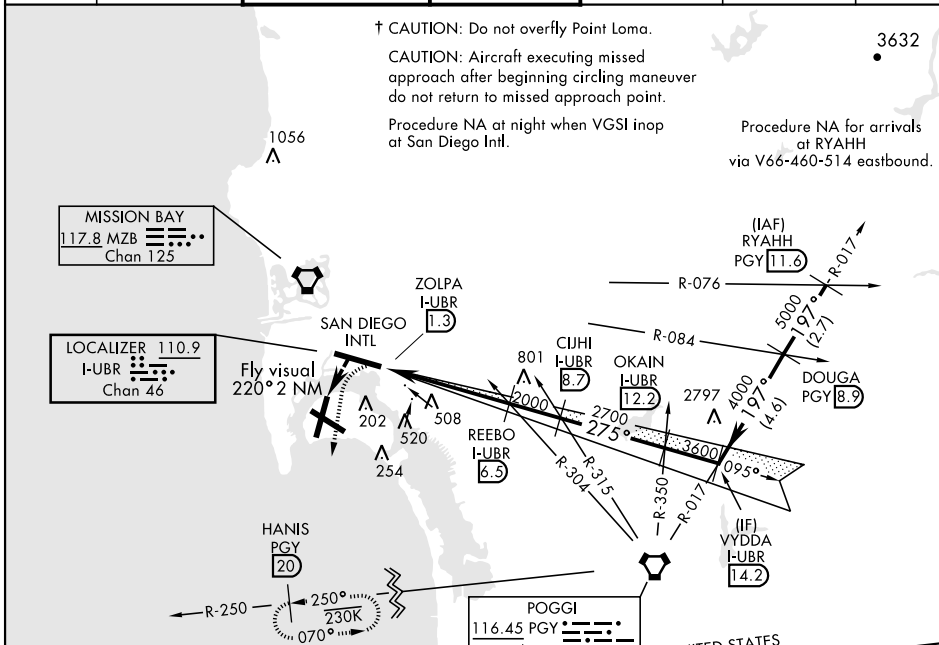 † CAUTION: Do not overfly Point Loma.
CAUTION: Aircraft executing missed
approach after beginning circling maneuver
do not return to missed approach point.
Procedure NA at night when VGSI inop
at San Diego Intl.
3632
Procedure NA for arrivals
at RYAHH
via V66-460-514 eastbound.
1056
MISSION BAY
117.8 MZB
Chan 125
(IAF)
RYAHH
PGY 11.6
R-017
R-076
5000
197°
(2.7)
R-084
ZOLPA
I-UBR
1.3
SAN DIEGO
INTL
LOCALIZER 110.9
I-UBR
Chan 46
Fly visual
220° 2 NM
CIJHI
I-UBR
8.7
801
OKAIN
I-UBR
12.2
2797
4000
197°
(4.6)
DOUGA
PGY 8.9
2000
2700
275°
3600
095°
202
508
520
254
REEBO
I-UBR
6.5
R-304
R-315
R-350
R-017
(IF)
VYDDA
I-UBR
14.2
HANIS
PGY
20
R-250
250°
230K
070°
POGGI
116.45 PGY